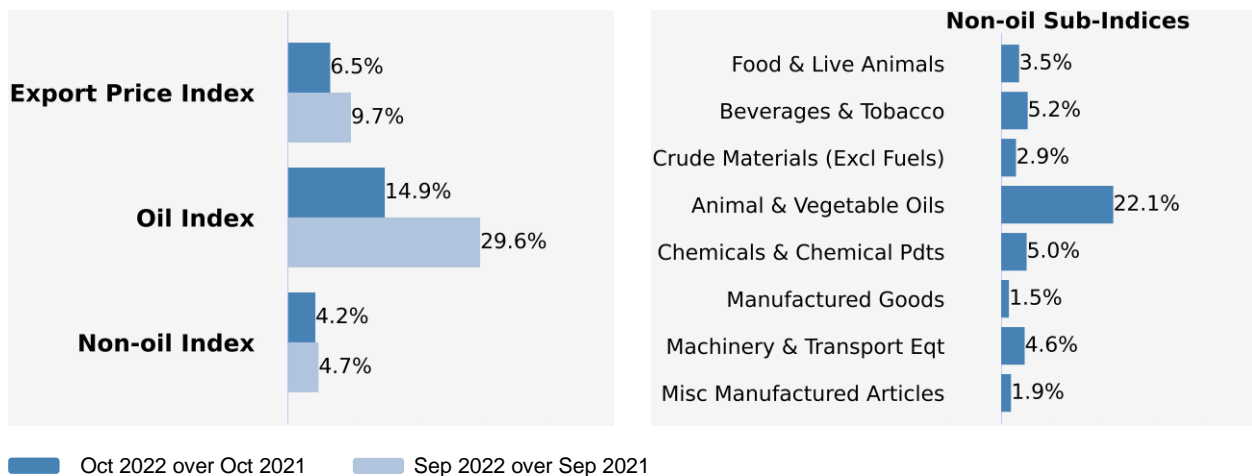 Export Price Index
6.5%
9.7%
Oil Index
14.9%
29.6%
Non-oil Index
4.2%
4.7%
Non-oil Sub-Indices
Food & Live Animals 3.5%
Beverages & Tobacco 5.2%
Crude Materials (Excl Fuels) 2.9%
Animal & Vegetable Oils 22.1%
Chemicals & Chemical Pdts 5.0%
Manufactured Goods 1.5%
Machinery & Transport Eqt 4.6%
Misc Manufactured Articles 1.9%
Oct 2022 over Oct 2021 Sep 2022 over Sep 2021